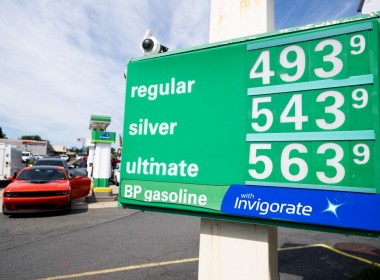 regular 493 9
silver 543 9
ultimate 563 9
BP gasoline with Invigorate